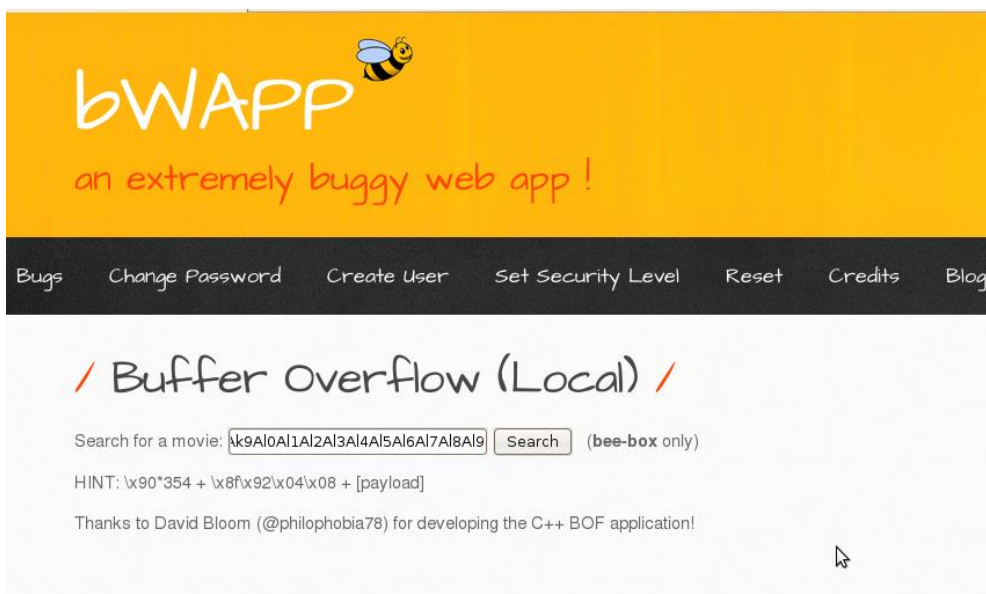 bWAPP
an extremely buggy web app !
Bugs Change Password Create User Set Security Level Reset Credits Blog
/ Buffer Overflow (Local) /
Search for a movie: \k9Al0Al1Al2Al3Al4Al5Al6Al7Al8Al9 Search (bee-box only)
HINT: \x90*354 + \x8f\x92\x04\x08 + [payload]
Thanks to David Bloom (@philophobia78) for developing the C++ BOF application!